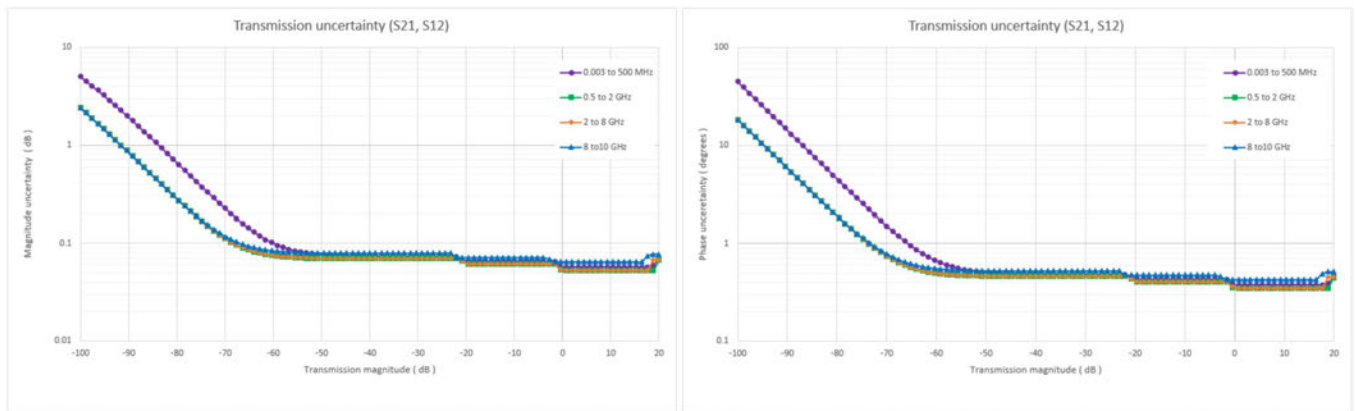 Transmission uncertainty (S21, S12)
10
1
0.1
0.01
Magnitude uncertainty ( dB )
0.003 to 500 MHz
0.5 to 2 GHz
2 to 8 GHz
8 to10 GHz
-100 -90 -80 -70 -60 -50 -40 -30 -20 -10 0 10 20
Transmission magnitude ( dB )
Transmission uncertainty (S21, S12)
100
10
1
0.1
Phase unceretainty ( degrees)
0.003 to 500 MHz
0.5 to 2 GHz
2 to 8 GHz
8 to10 GHz
-100 -90 -80 -70 -60 -50 -40 -30 -20 -10 0 10 20
Transmission magnitude ( dB )